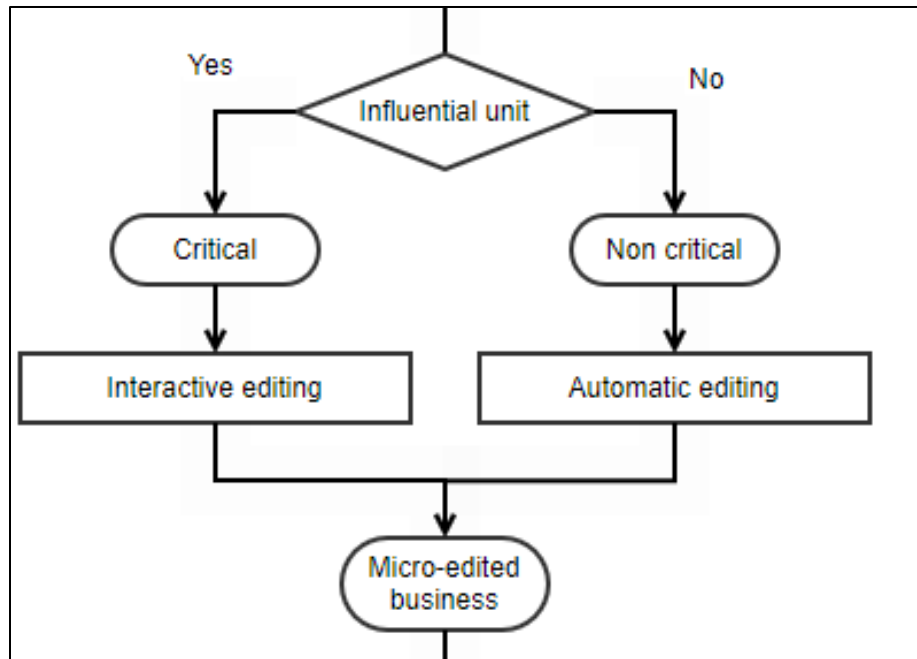 Yes
No
Influential unit
Critical
Non critical
Interactive editing
Automatic editing
Micro-edited
business